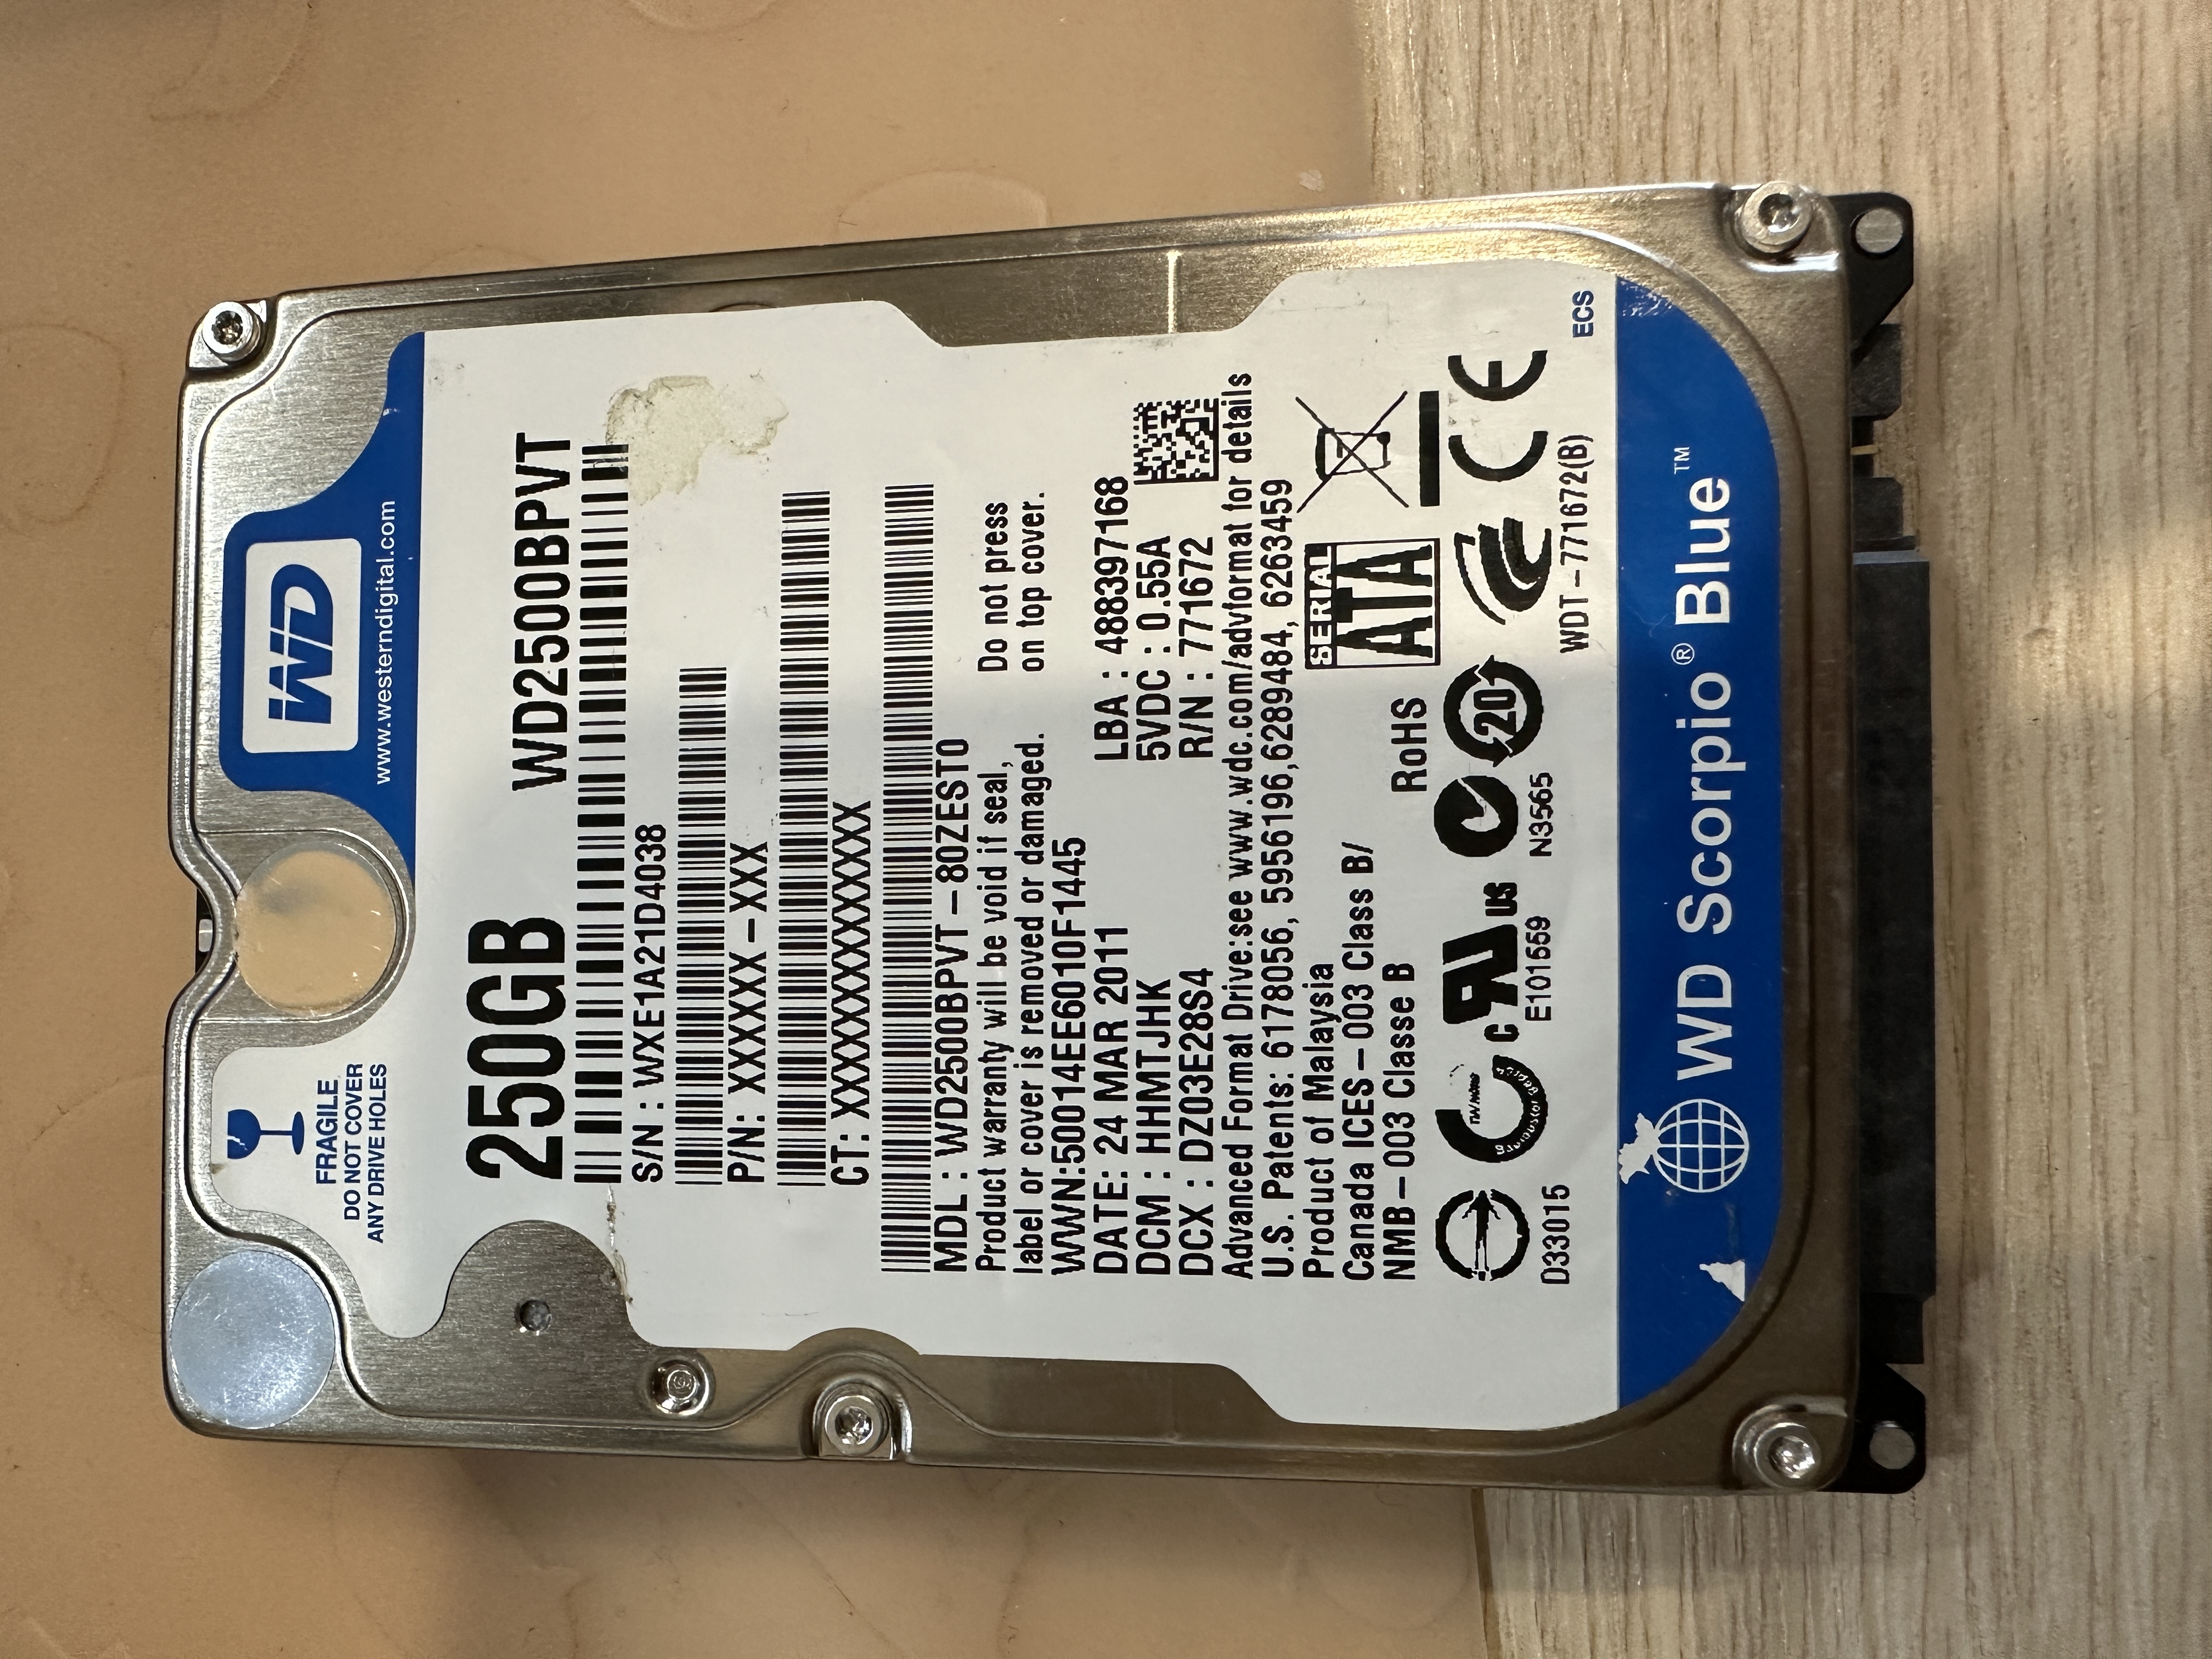 FRAGILE
DO NOT COVER
ANY DRIVE HOLES
WD
www.westerndigital.com
250GB WD2500BPVT
S/N : WXE1A21D4038
P/N: XXXXXX-XXX
CT: XXXXXXXXXXXXXX
MDL : WD2500BPVT-80ZEST0
Product warranty will be void if seal, Do not press
label or cover is removed or damaged. on top cover.
WWN:50014EE6010F1445
DATE: 24 MAR 2011 LBA : 488397168
DCM : HHMTJHK 5VDC : 0.55A
DCX : DZ03E28S4 R/N : 771672
Advanced Format Drive:see www.wdc.com/advformat for details
U.S. Patents: 6178056, 5956196,6289484, 6263459
Product of Malaysia
Canada ICES-003 Class B/
NMB-003 Classe B
RoHS
SERIAL
ATA
C US
20
CE
D33015
E101559
N3565
WDT-771672(B)
ECS
WD Scorpio® Blue™